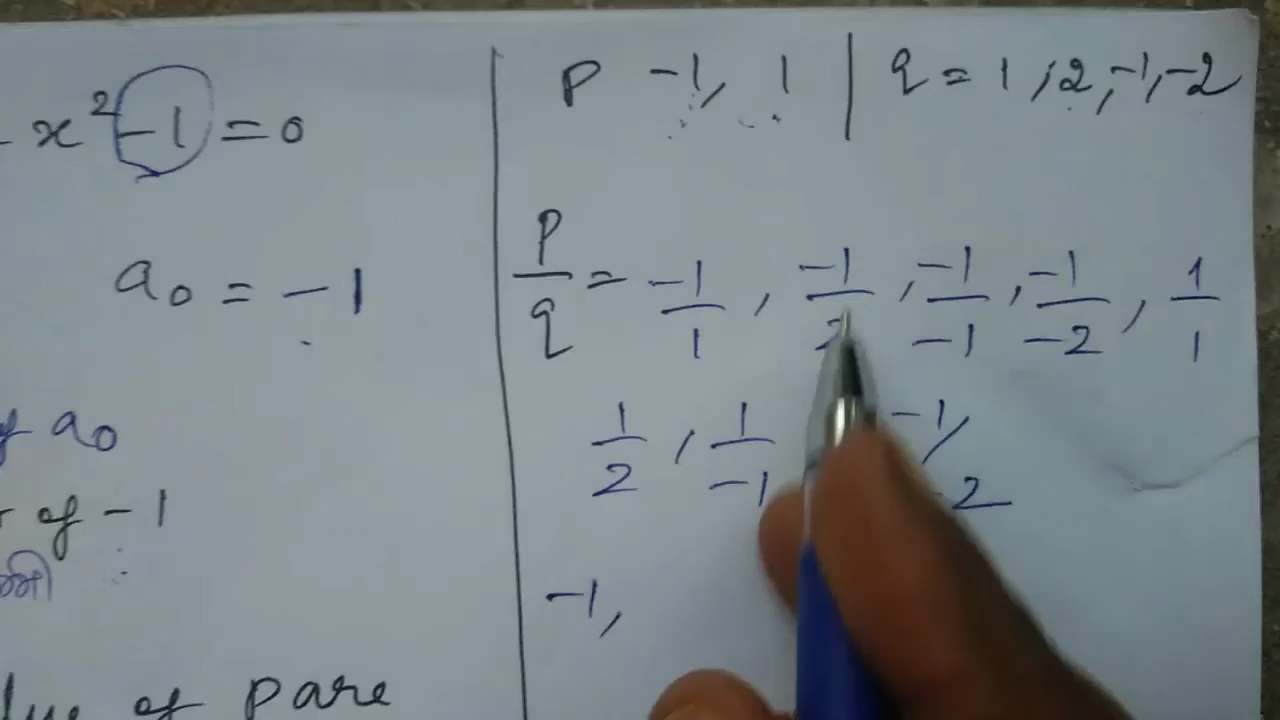 x² - 1 = 0
a₀ = -1
of a₀
of -1
of pare
P -1, 1 | q = 1, 2, -1, -2
p/q = -1/1, -1/2, -1/-1, -1/-2, 1/1
1/2, 1/-1
-1,